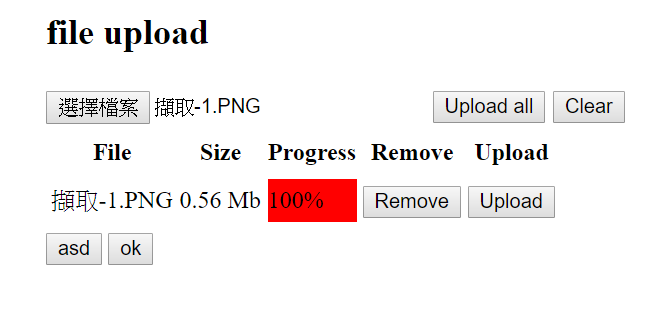 file upload
選擇檔案 擷取-1.PNG Upload all Clear
File Size Progress Remove Upload
擷取-1.PNG 0.56 Mb 100% Remove Upload
asd ok